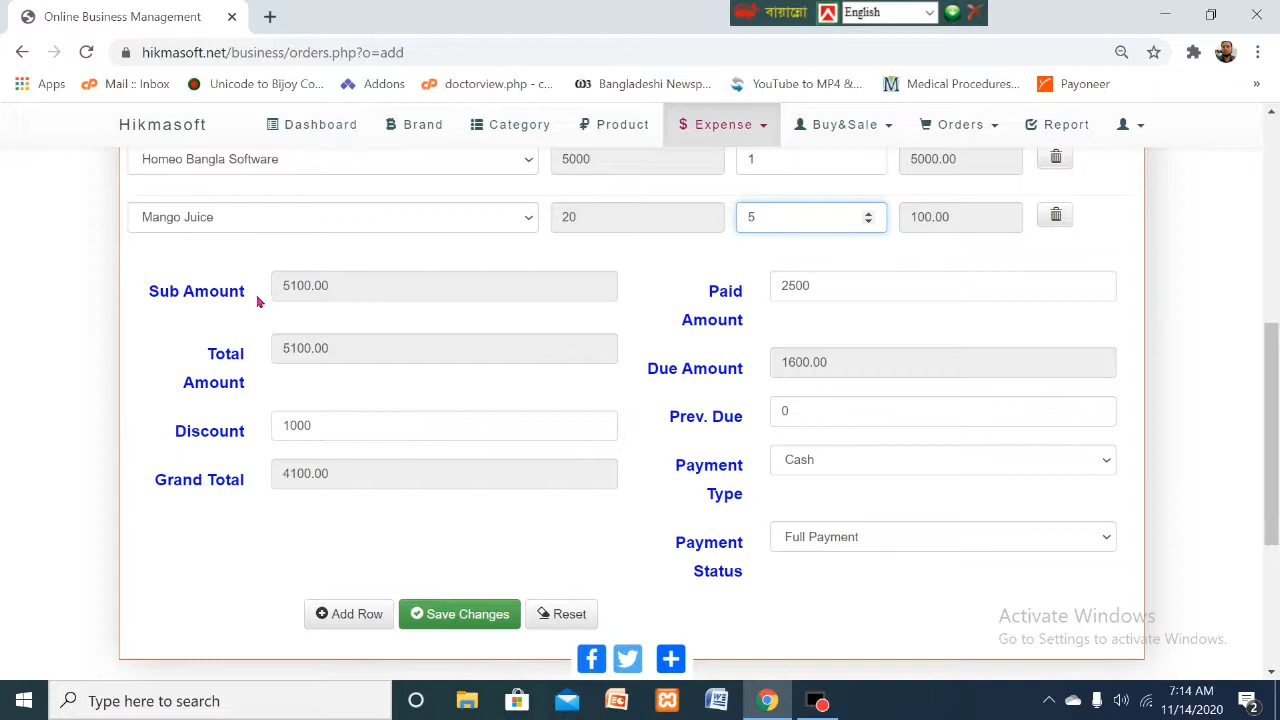 Online Business Managemen
বায়ান্নো
English
hikmasoft.net/business/orders.php?o=add
Apps
Mail :: Inbox
Unicode to Bijoy Co...
Addons
doctorview.php - c...
Bangladeshi Newsp...
YouTube to MP4 &...
Medical Procedures...
Payoneer
»
Hikmasoft
Dashboard
Brand
Category
Product
$ Expense
Buy&Sale
Orders
Report
Homeo Bangla Software
5000
1
5000.00
Mango Juice
20
5
100.00
Sub Amount
5100.00
Total
Amount
5100.00
Discount
1000
Grand Total
4100.00
Paid
Amount
2500
Due Amount
1600.00
Prev. Due
0
Payment
Type
Cash
Payment
Status
Full Payment
Add Row
Save Changes
Reset
Activate Windows
Go to Settings to activate Windows.
Type here to search
7:14 AM
11/14/2020
2